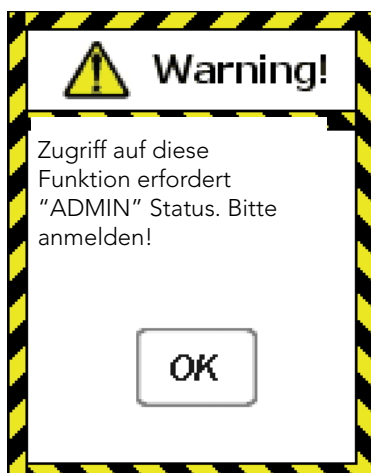 Warning!
Zugriff auf diese
Funktion erfordert
“ADMIN” Status. Bitte
anmelden!
OK